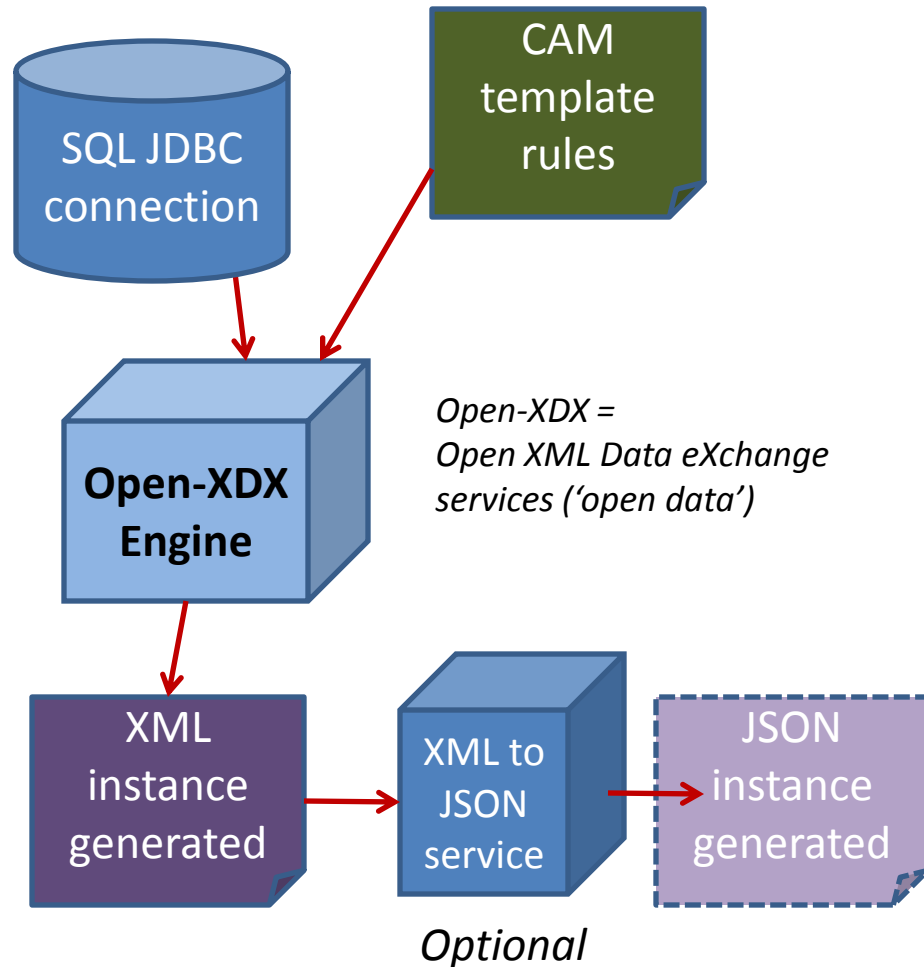 SQL JDBC
connection
CAM
template
rules
Open-XDX
Engine
Open-XDX =
Open XML Data eXchange
services (‘open data’)
XML
instance
generated
XML to
JSON
service
JSON
instance
generated
Optional